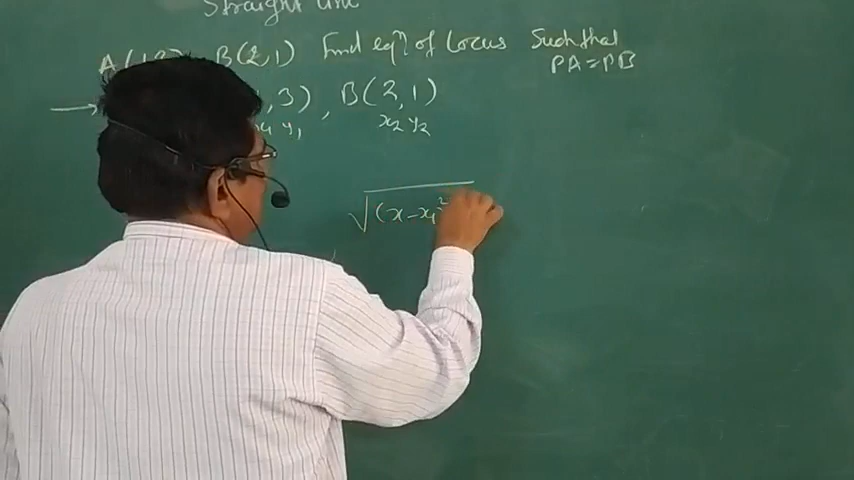 Straight line
A(1,3) B(2,1) Find eqⁿ of Locus Such that
PA = PB
→ ,3) , B(2,1)
x₁ y₁ x₂ y₂
√(x-x₁²